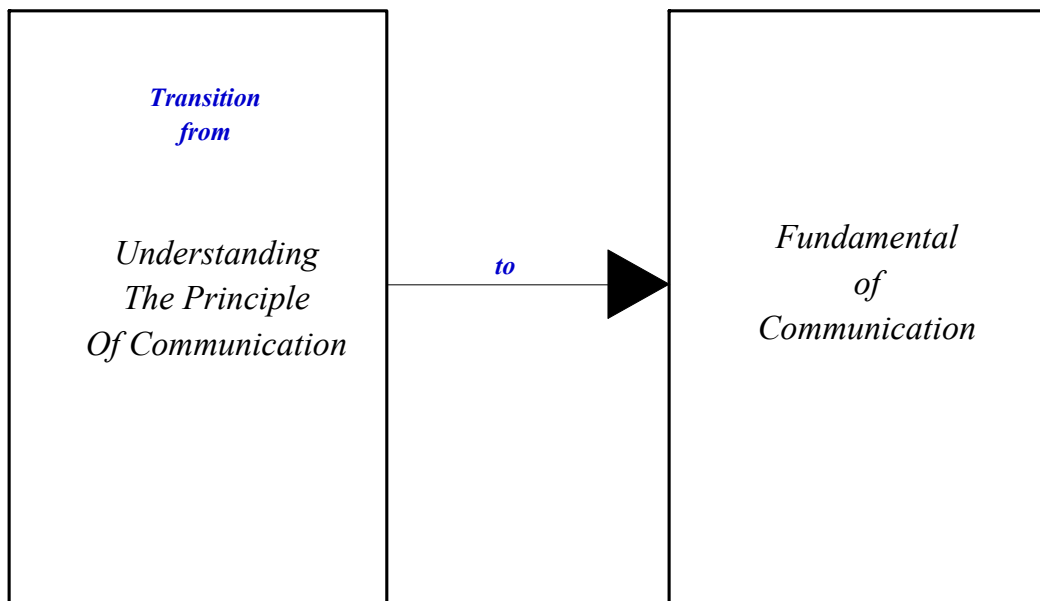 Transition
from
Understanding
The Principle
Of Communication
to
Fundamental
of
Communication